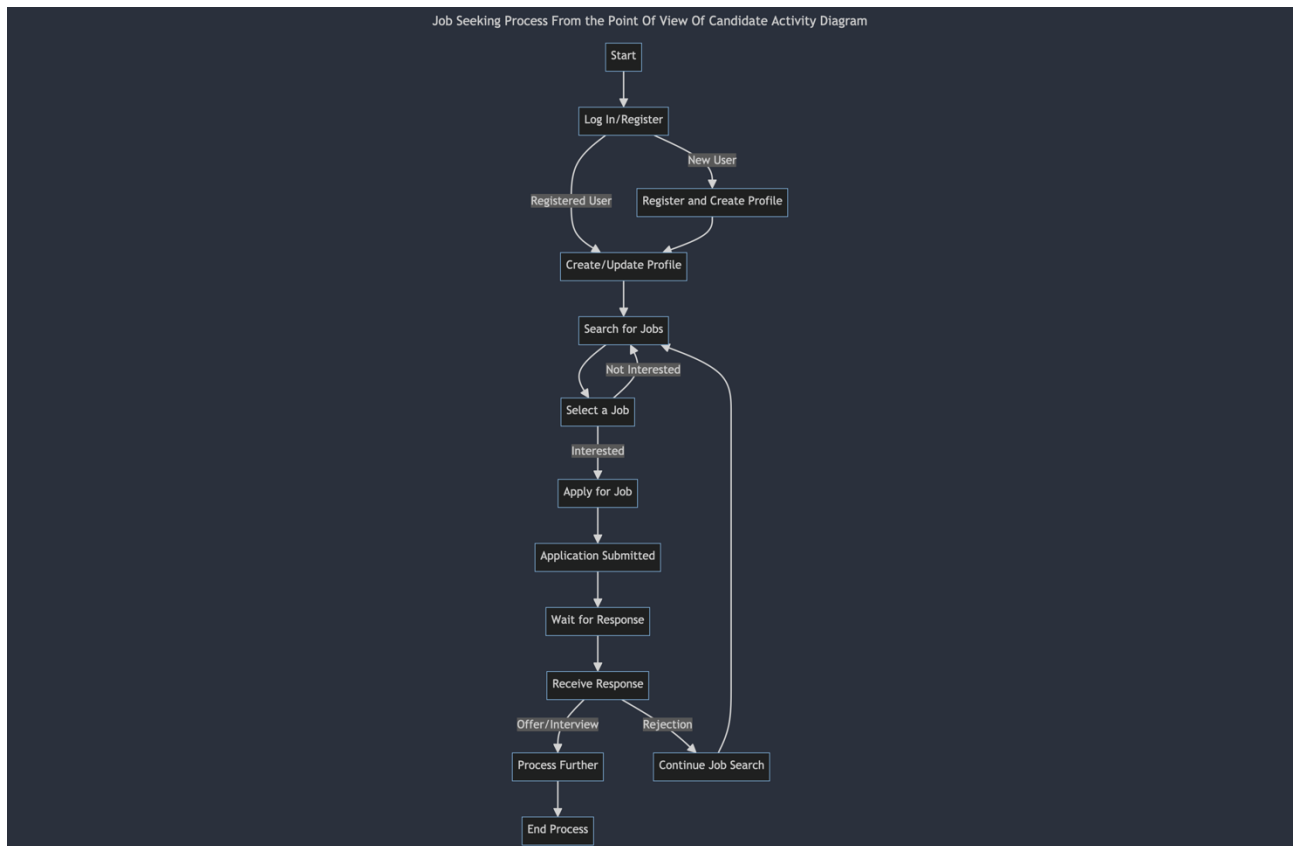 Job Seeking Process From the Point Of View Of Candidate Activity Diagram
Start
Log In/Register
New User
Registered User
Register and Create Profile
Create/Update Profile
Search for Jobs
Not Interested
Select a Job
Interested
Apply for Job
Application Submitted
Wait for Response
Receive Response
Offer/Interview
Rejection
Process Further
Continue Job Search
End Process